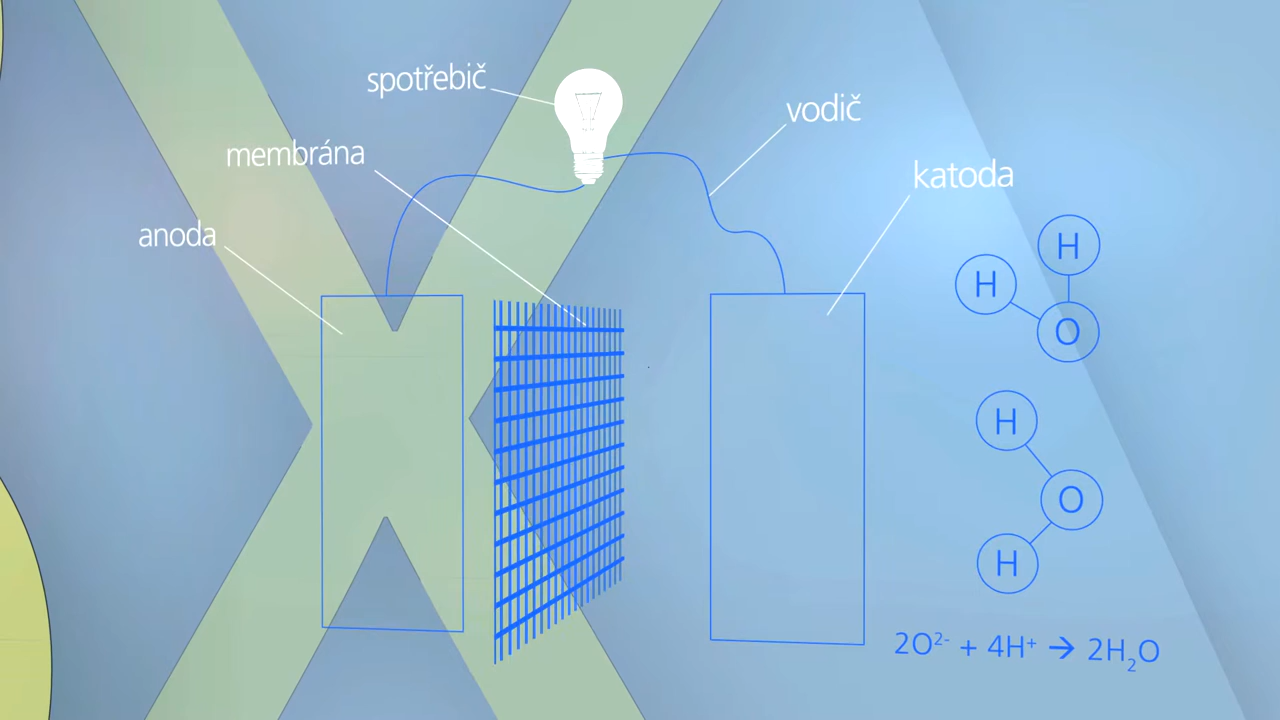 spotřebič
vodič
membrána
katoda
anoda
H
H
O
H
O
H
2O²⁻ + 4H⁺ → 2H₂O